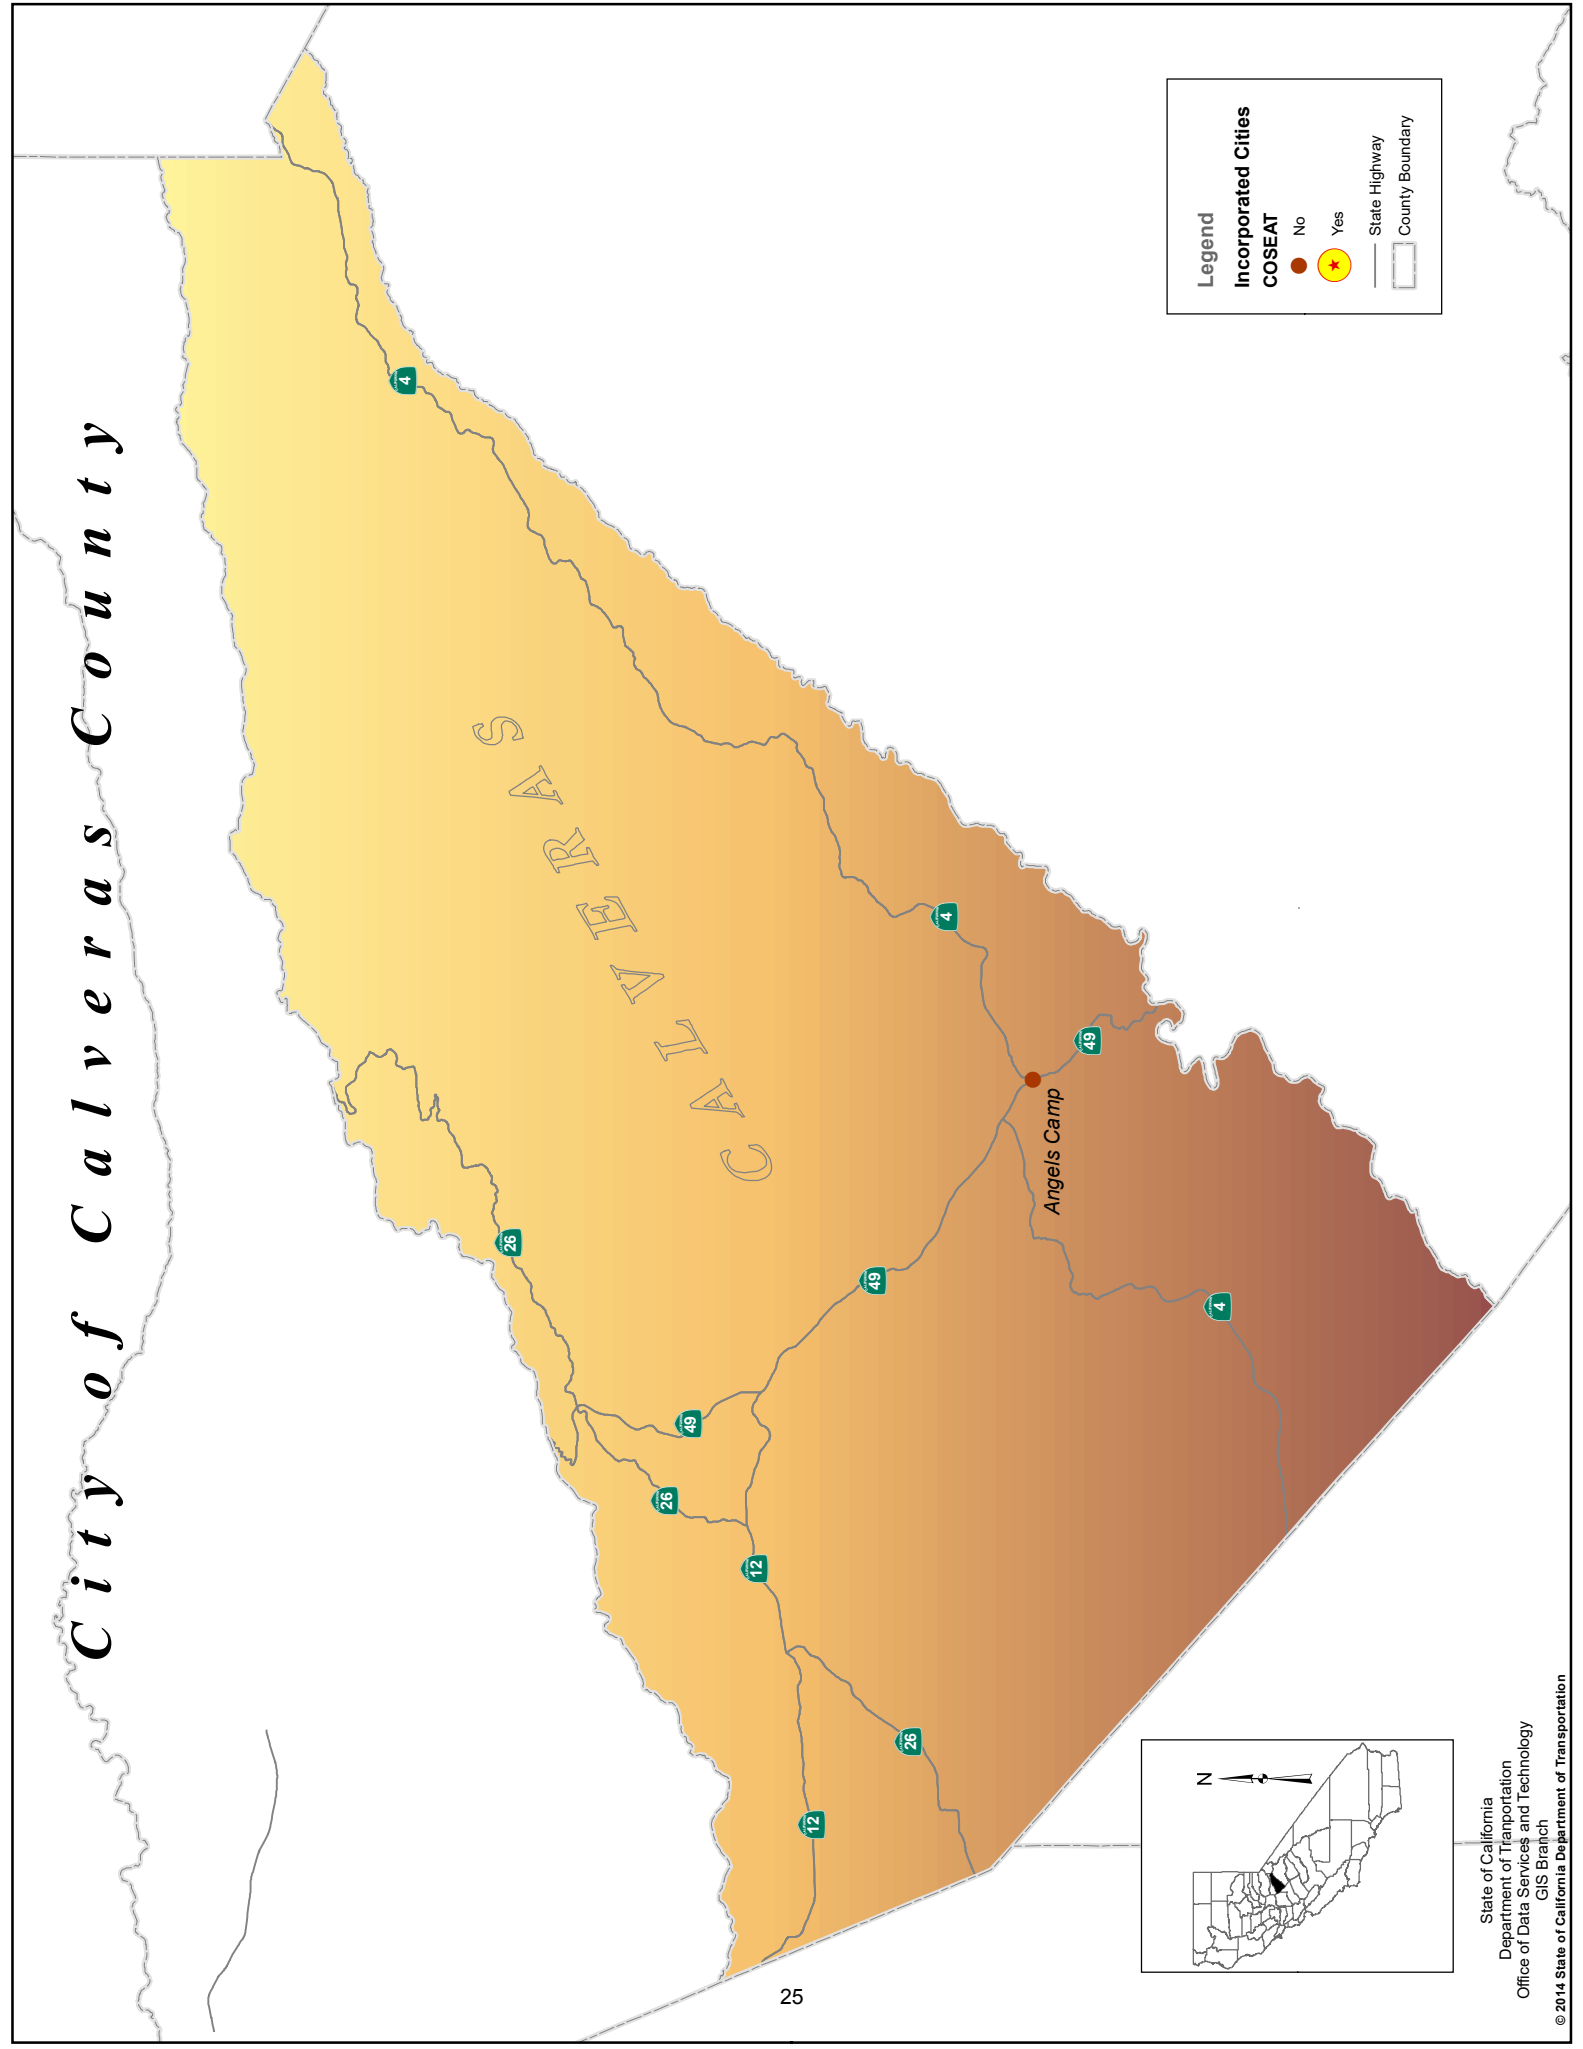 City of Calveras County
CALVERAS
4
4
49
Angels Camp
26
49
49
26
12
4
26
12
Legend
Incorporated Cities
COSEAT
No
Yes
State Highway
County Boundary
N
State of California
Department of Tranportation
Office of Data Services and Technology
GIS Branch
© 2014 State of California Department of Transportation
25